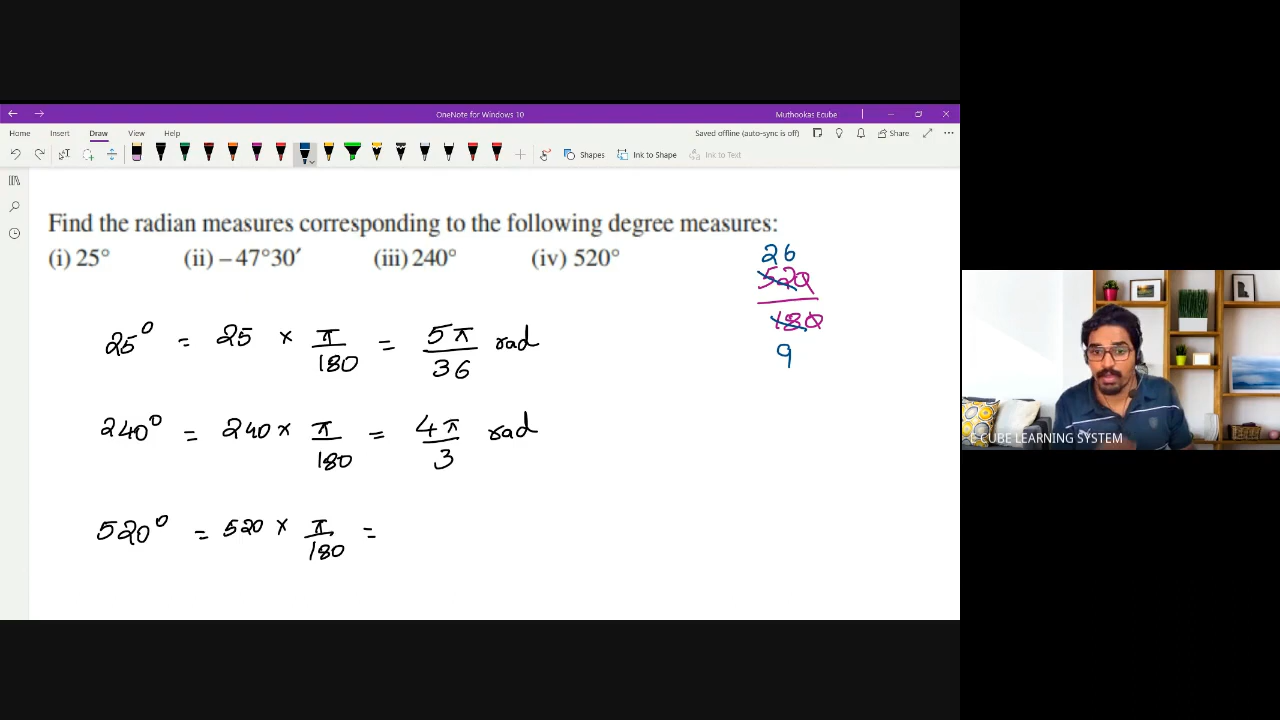 OneNote for Windows 10
Muthookas Ecube
Home Insert Draw View Help
Saved offline (auto-sync is off)
Share
Shapes
Ink to Shape
Ink to Text
Find the radian measures corresponding to the following degree measures:
(i) 25° (ii) – 47°30′ (iii) 240° (iv) 520°
26
520
180
9
25° = 25 × π/180 = 5π/36 rad
240° = 240 × π/180 = 4π/3 rad
520° = 520 × π/180 =
E CUBE LEARNING SYSTEM